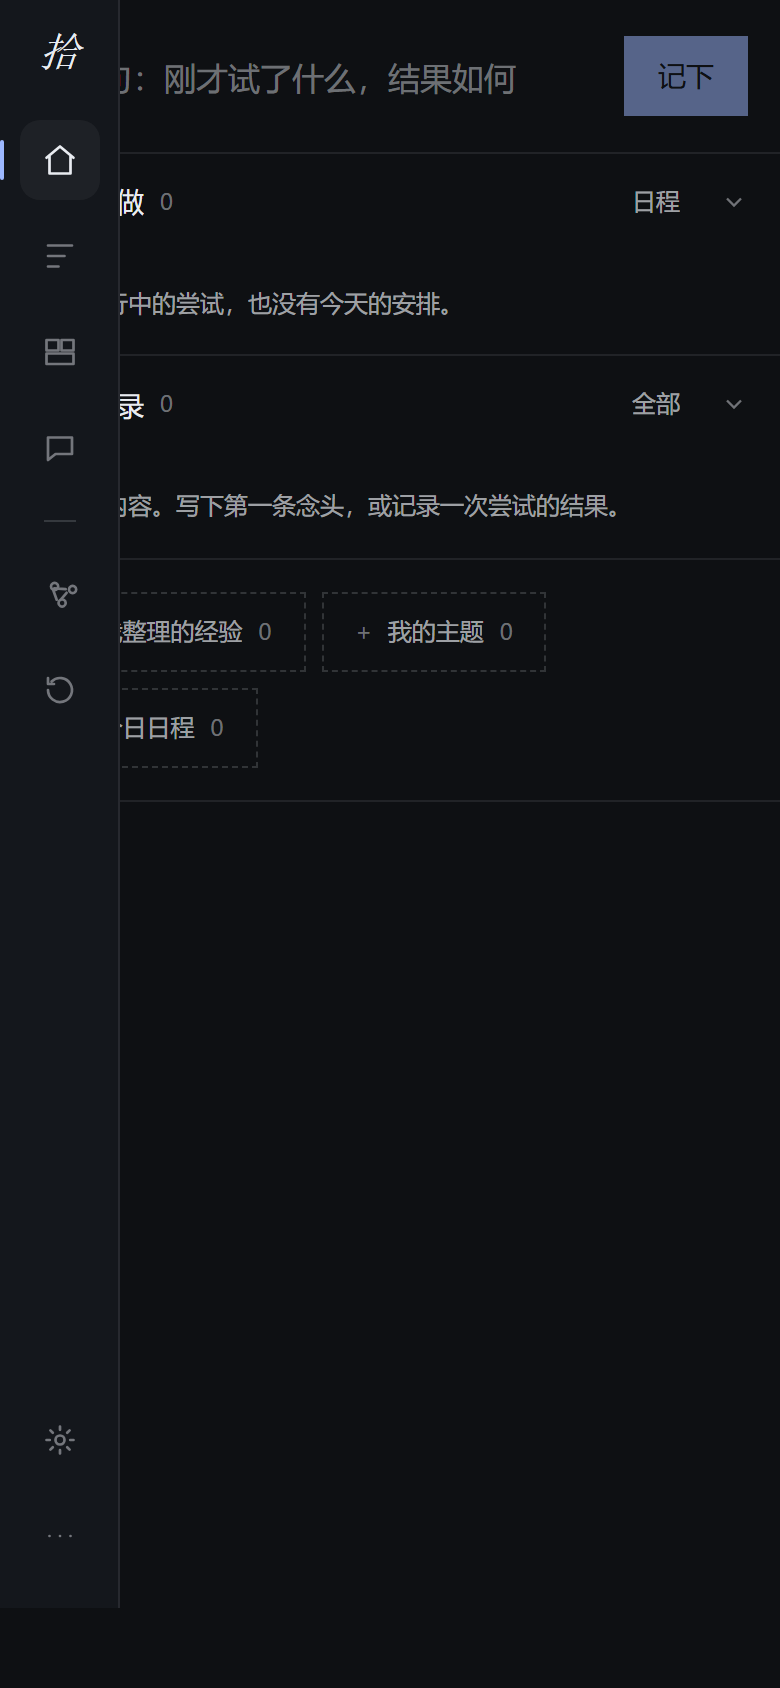 拾
：刚才试了什么，结果如何
记下
做 0
日程
中的尝试，也没有今天的安排。
录 0
全部
容。写下第一条念头，或记录一次尝试的结果。
整理的经验 0
+ 我的主题 0
日日程 0
...